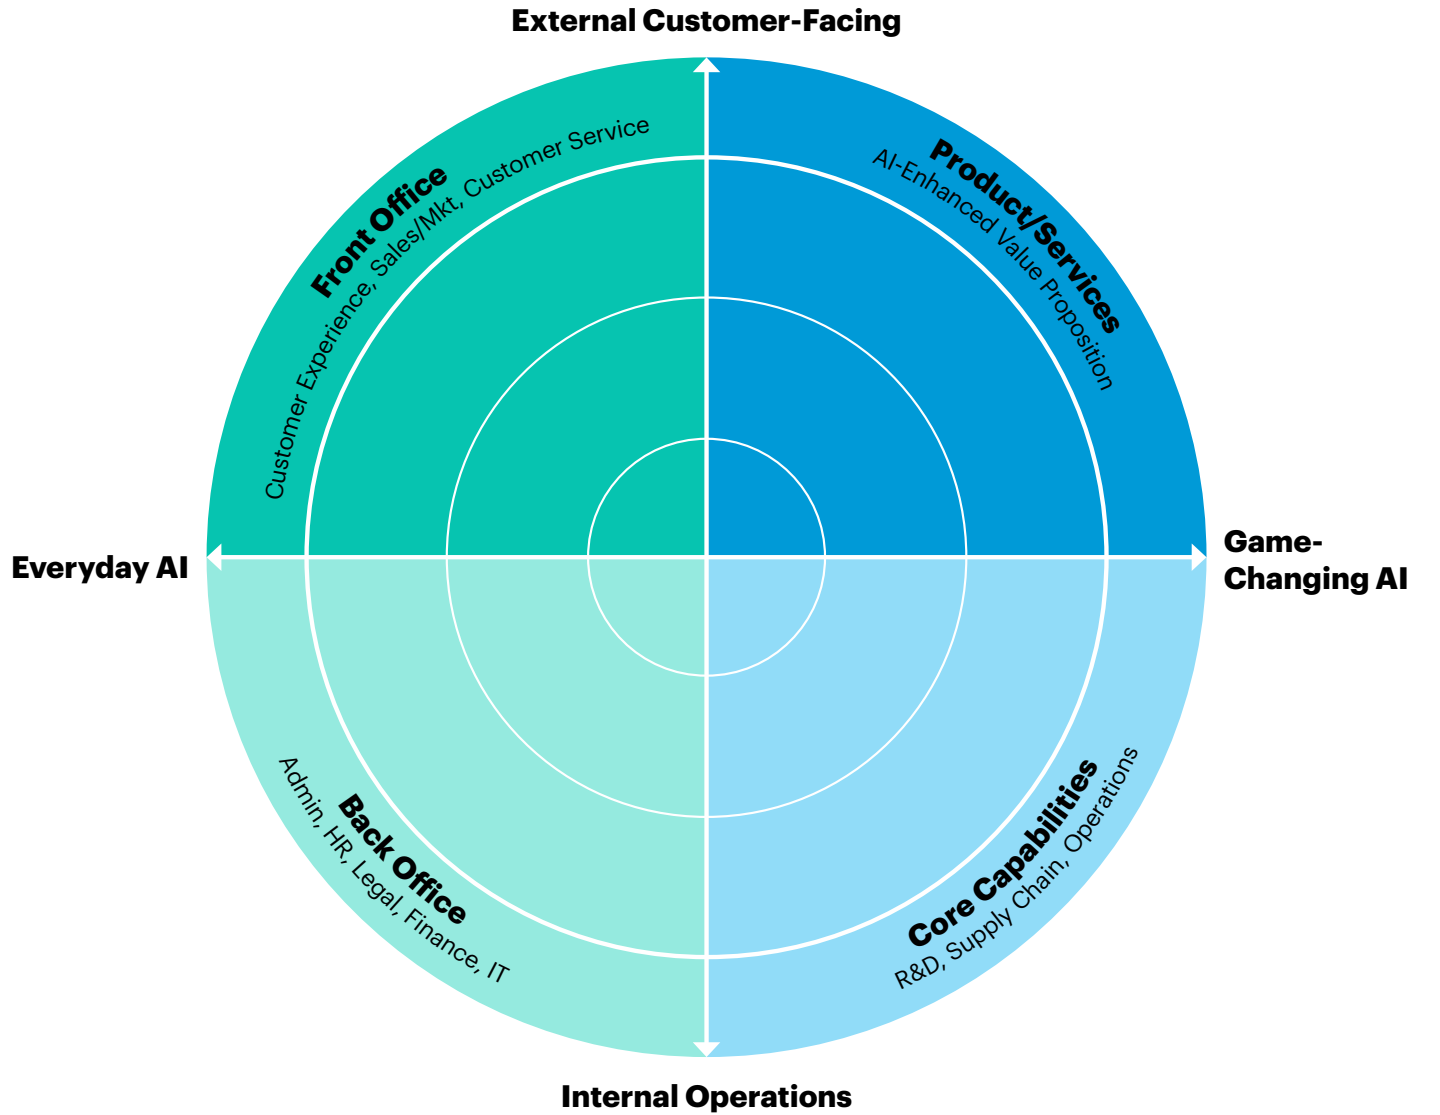 External Customer-Facing
Front Office
Customer Experience, Sales/Mkt, Customer Service
Product/Services
AI-Enhanced Value Proposition
Everyday AI
Game-
Changing AI
Back Office
Admin, HR, Legal, Finance, IT
Core Capabilities
R&D, Supply Chain, Operations
Internal Operations